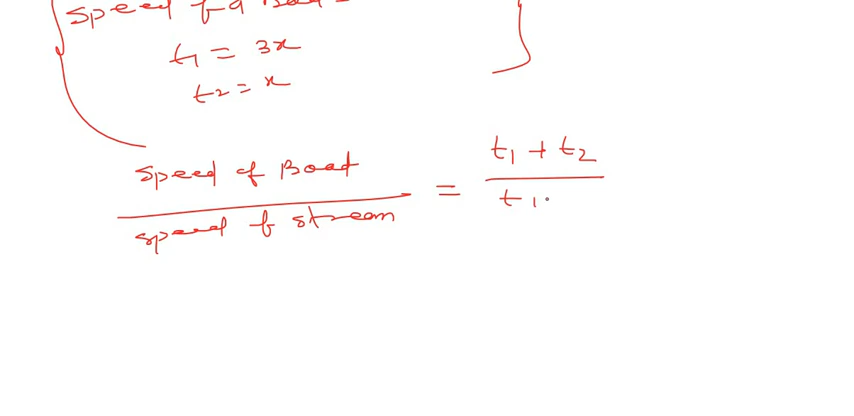 Speed of a Boat =
t1 = 3x
t2 = x
Speed of Boat
speed of stream
=
t1 + t2
t1